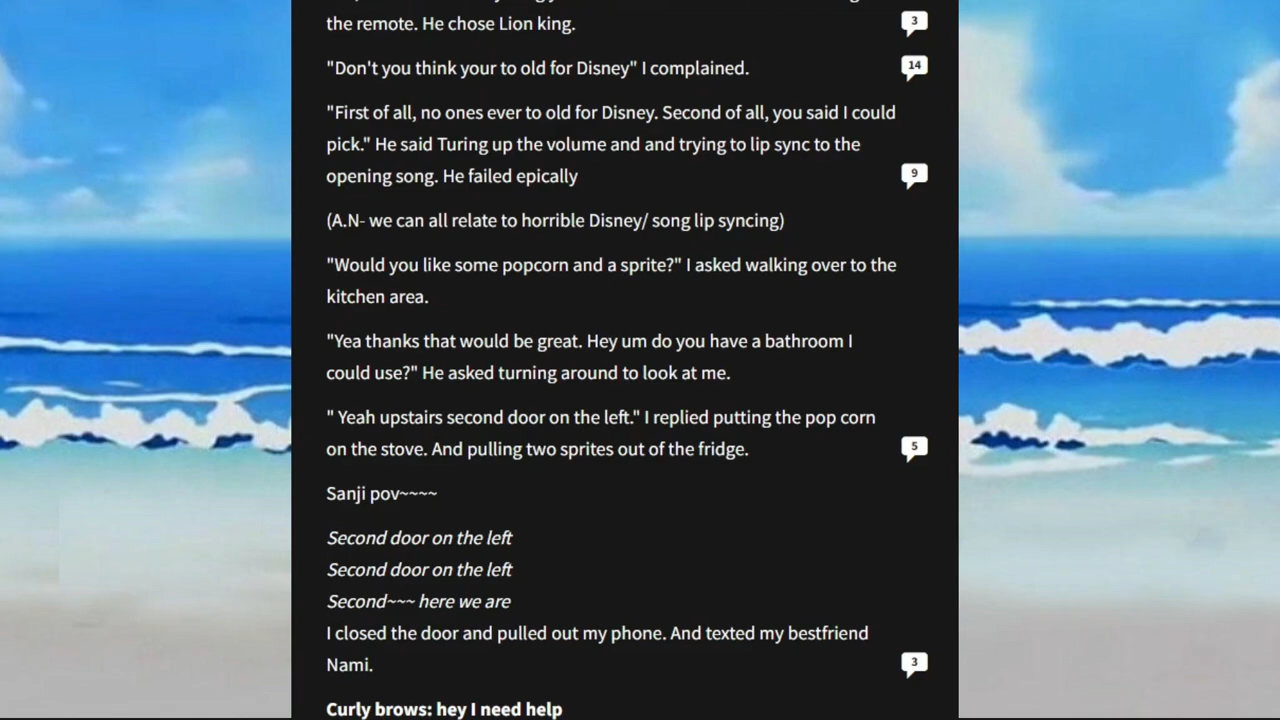 the remote. He chose Lion king.
3
"Don't you think your to old for Disney" I complained.
14
"First of all, no ones ever to old for Disney. Second of all, you said I could
pick." He said Turing up the volume and and trying to lip sync to the
opening song. He failed epically
9
(A.N- we can all relate to horrible Disney/ song lip syncing)
"Would you like some popcorn and a sprite?" I asked walking over to the
kitchen area.
"Yea thanks that would be great. Hey um do you have a bathroom I
could use?" He asked turning around to look at me.
" Yeah upstairs second door on the left." I replied putting the pop corn
on the stove. And pulling two sprites out of the fridge.
5
Sanji pov~~~~
Second door on the left
Second door on the left
Second~~~ here we are
I closed the door and pulled out my phone. And texted my bestfriend
Nami.
3
Curly brows: hey I need help